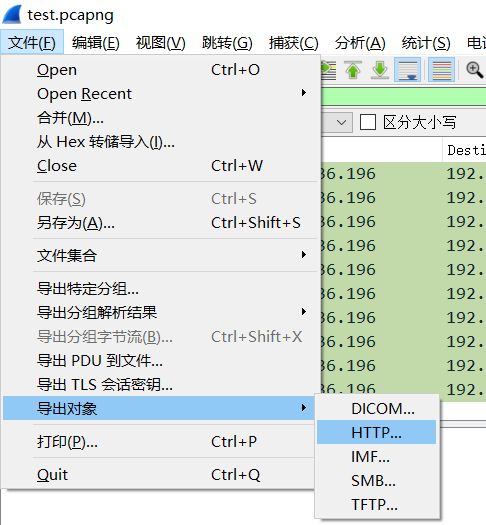 test.pcapng
文件(F) 编辑(E) 视图(V) 跳转(G) 捕获(C) 分析(A) 统计(S) 电
Open Ctrl+O
Open Recent
合并(M)... 区分大小写
从 Hex 转储导入(I)... Desti
Close Ctrl+W 36.196 192.
保存(S) Ctrl+S 36.196 192.
另存为(A)... Ctrl+Shift+S 36.196 192.
文件集合 36.196 192.
导出特定分组... 36.196 192.
导出分组解析结果 36.196 192.
导出分组字节流(B)... Ctrl+Shift+X 36.196 192.
导出 PDU 到文件... 36.196 192.
导出 TLS 会话密钥... 36.196 192.
导出对象 DICOM...
打印(P)... Ctrl+P HTTP...
IMF...
Quit Ctrl+Q SMB...
TFTP...